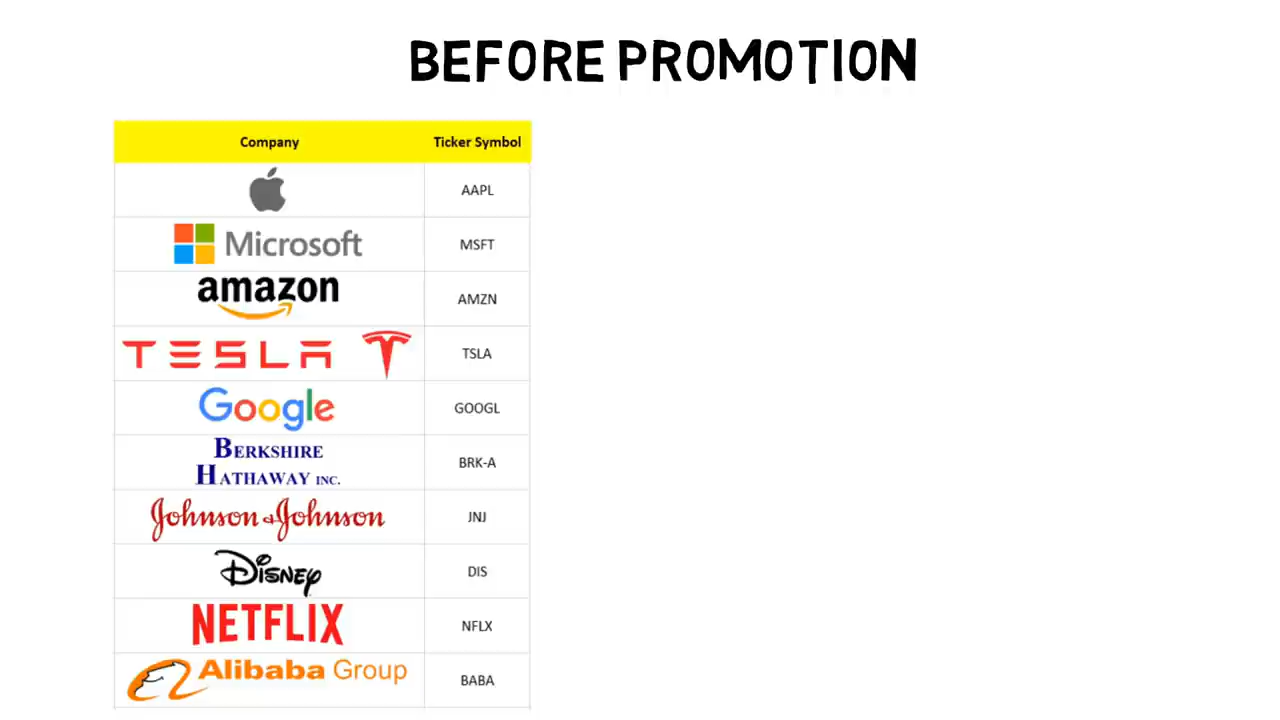 BEFORE PROMOTION
Company Ticker Symbol
AAPL
Microsoft MSFT
amazon AMZN
TESLA TSLA
Google GOOGL
BERKSHIRE
HATHAWAY INC. BRK-A
Johnson & Johnson JNJ
DISNEY DIS
NETFLIX NFLX
Alibaba Group BABA